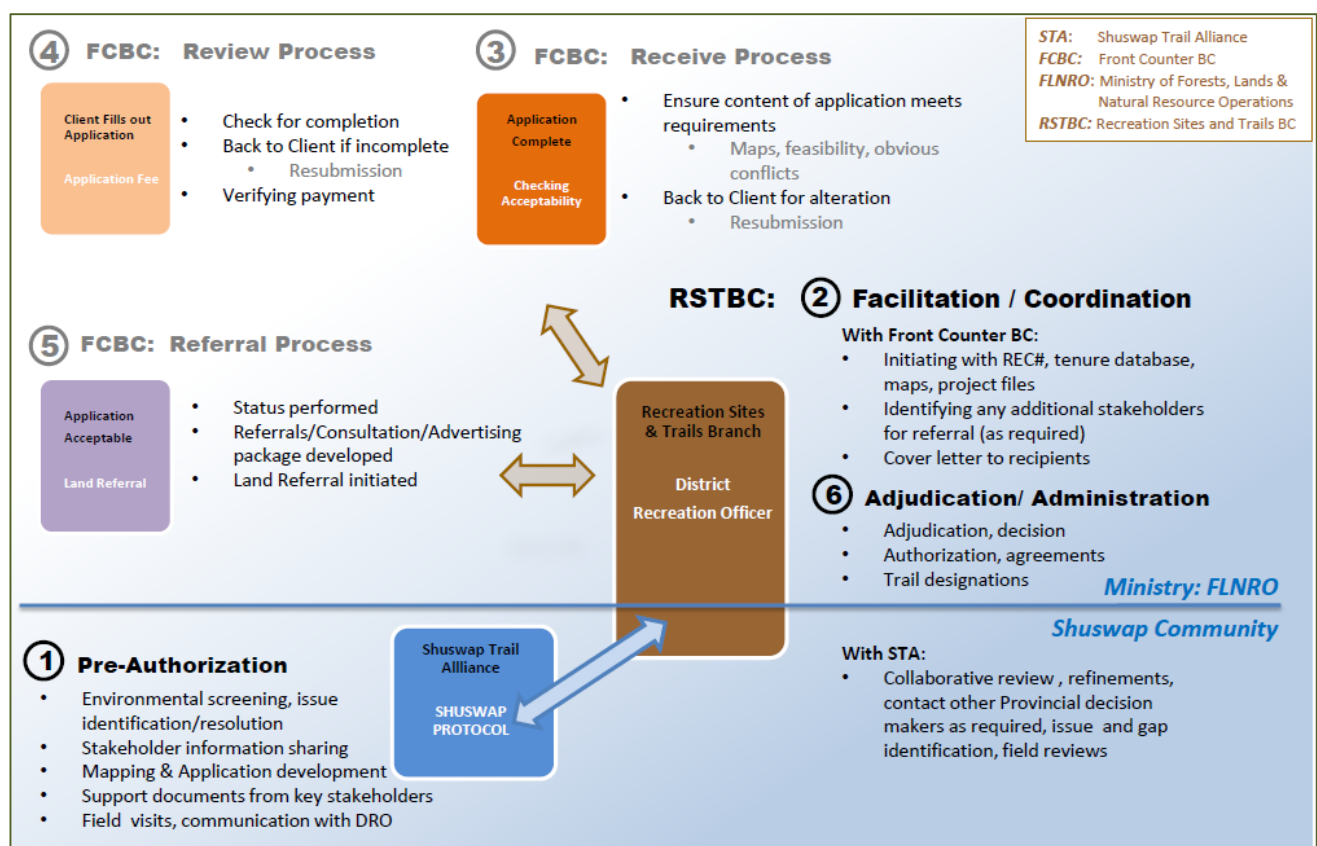 4 FCBC: Review Process
Client Fills out
Application
Application Fee
• Check for completion
• Back to Client if incomplete
• Resubmission
• Verifying payment
3 FCBC: Receive Process
Application
Complete
Checking
Acceptability
• Ensure content of application meets
requirements
• Maps, feasibility, obvious
conflicts
• Back to Client for alteration
• Resubmission
STA: Shuswap Trail Alliance
FCBC: Front Counter BC
FLNRO: Ministry of Forests, Lands &
Natural Resource Operations
RSTBC: Recreation Sites and Trails BC
RSTBC: 2 Facilitation / Coordination
With Front Counter BC:
• Initiating with REC#, tenure database,
maps, project files
• Identifying any additional stakeholders
for referral (as required)
• Cover letter to recipients
5 FCBC: Referral Process
Application
Acceptable
Land Referral
• Status performed
• Referrals/Consultation/Advertising
package developed
• Land Referral initiated
Recreation Sites
& Trails Branch
District
Recreation Officer
6 Adjudication/ Administration
• Adjudication, decision
• Authorization, agreements
• Trail designations
Ministry: FLNRO
Shuswap Community
1 Pre-Authorization
• Environmental screening, issue
identification/resolution
• Stakeholder information sharing
• Mapping & Application development
• Support documents from key stakeholders
• Field visits, communication with DRO
Shuswap Trail
Allliance
SHUSWAP
PROTOCOL
With STA:
• Collaborative review , refinements,
contact other Provincial decision
makers as required, issue and gap
identification, field reviews